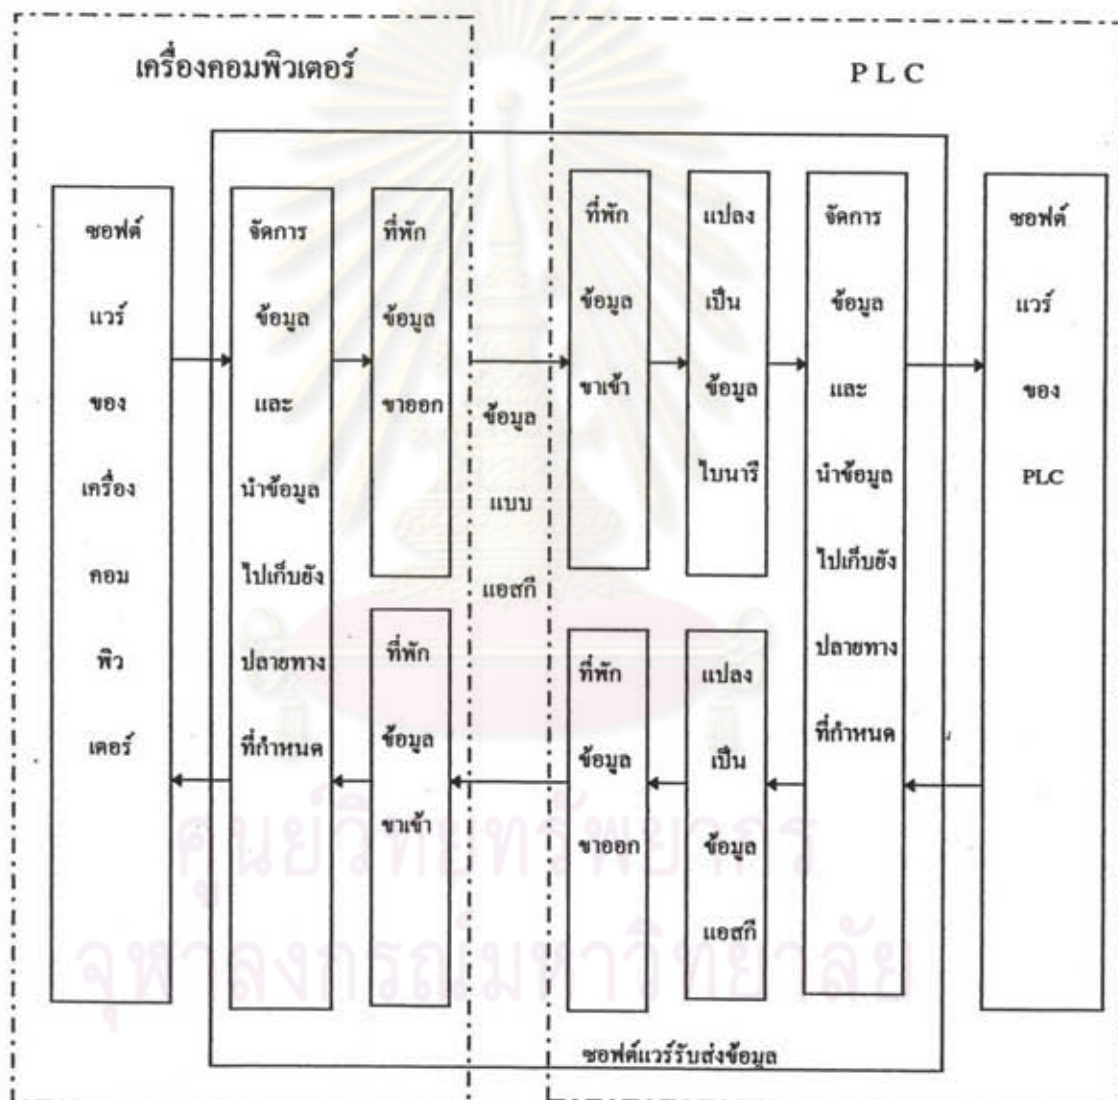 เครื่องคอมพิวเตอร์
PLC
ซอฟต์
แวร์
ของ
เครื่อง
คอม
พิว
เตอร์
จัดการ
ข้อมูล
และ
นำข้อมูล
ไปเก็บยัง
ปลายทาง
ที่กำหนด
ที่พัก
ข้อมูล
ขาออก
ที่พัก
ข้อมูล
ขาเข้า
ข้อมูล
แบบ
แอสกี
ที่พัก
ข้อมูล
ขาเข้า
แปลง
เป็น
ข้อมูล
ไบนารี
ที่พัก
ข้อมูล
ขาออก
แปลง
เป็น
ข้อมูล
แอสกี
จัดการ
ข้อมูล
และ
นำข้อมูล
ไปเก็บยัง
ปลายทาง
ที่กำหนด
ซอฟต์
แวร์
ของ
PLC
ซอฟต์แวร์รับส่งข้อมูล
ศูนย์วิทยทรัพยากร
จุฬาลงกรณ์มหาวิทยาลัย